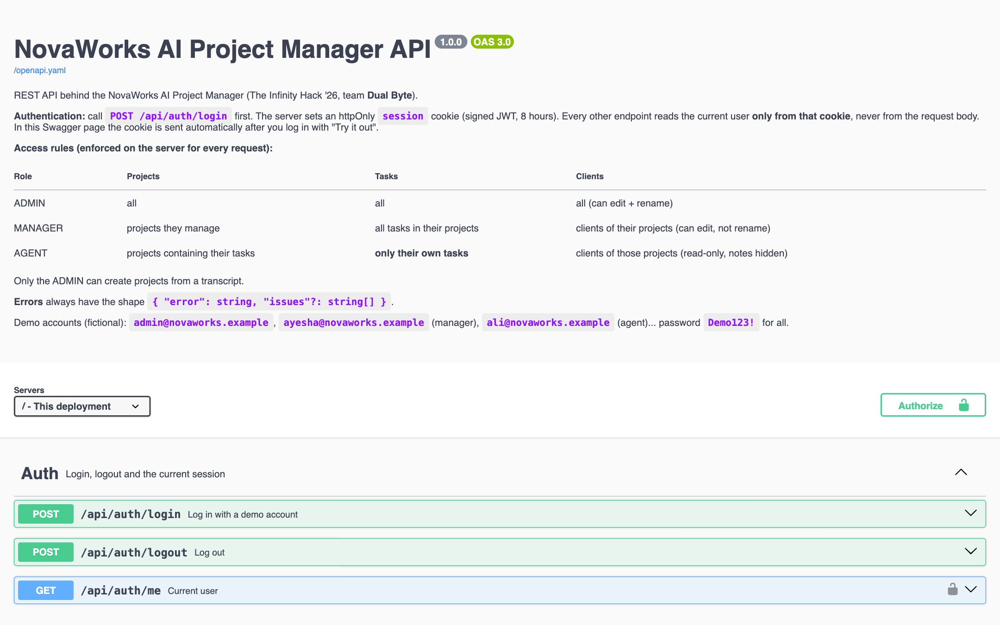 NovaWorks AI Project Manager API 1.0.0 OAS 3.0
/openapi.yaml
REST API behind the NovaWorks AI Project Manager (The Infinity Hack '26, team Dual Byte).
Authentication: call POST /api/auth/login first. The server sets an httpOnly session cookie (signed JWT, 8 hours). Every other endpoint reads the current user only from that cookie, never from the request body.
In this Swagger page the cookie is sent automatically after you log in with "Try it out".
Access rules (enforced on the server for every request):
Role Projects Tasks Clients
ADMIN all all all (can edit + rename)
MANAGER projects they manage all tasks in their projects clients of their projects (can edit, not rename)
AGENT projects containing their tasks only their own tasks clients of those projects (read-only, notes hidden)
Only the ADMIN can create projects from a transcript.
Errors always have the shape { "error": string, "issues"?: string[] } .
Demo accounts (fictional): admin@novaworks.example , ayesha@novaworks.example (manager), ali@novaworks.example (agent)... password Demo123! for all.
Servers
/ - This deployment
Authorize
Auth Login, logout and the current session
POST /api/auth/login Log in with a demo account
POST /api/auth/logout Log out
GET /api/auth/me Current user